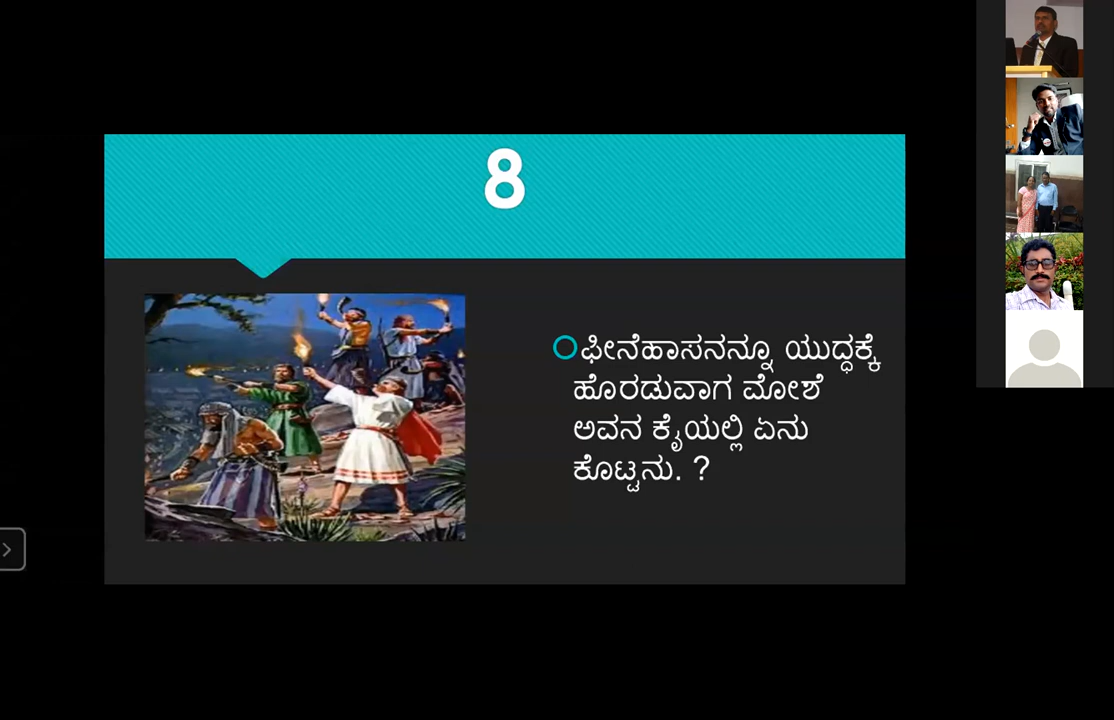 8
ಫೀನೆಹಾಸನನ್ನೂ ಯುದ್ಧಕ್ಕೆ
ಹೊರಡುವಾಗ ಮೋಶೆ
ಅವನ ಕೈಯಲ್ಲಿ ಏನು
ಕೊಟ್ಟನು. ?